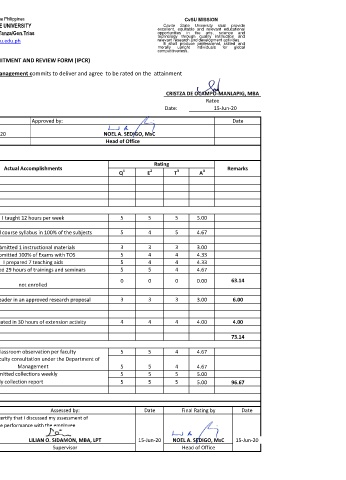 Philippines
CvSU MISSION
E UNIVERSITY
Cavite State University shall provide
excellent, equitable and relevant educational
opportunities in the arts, science and
technology through quality instruction and
relevant research and development activities.
It shall produce professional, skilled and
morally upright individuals for global
competitiveness.
Tanza/Gen.Trias
u.edu.ph
MITMENT AND REVIEW FORM (IPCR)
Management commits to deliver and agree to be rated on the attainment
CRISTZA DE OCAMPO-MANLAPIG, MBA
Ratee
Date: 15-Jun-20
Approved by: Date
20 NOEL A. SEDIGO, MsC
Head of Office
Actual Accomplishments Rating Remarks
Q1 E2 T3 A4
I taught 12 hours per week 5 5 5 5.00
course syllabus in 100% of the subjects 5 4 5 4.67
bmitted 1 instructional materials 3 3 3 3.00
bmitted 100% of Exams with TOS 5 4 4 4.33
I prepared 7 teaching aids 5 4 4 4.33
ed 29 hours of trainings and seminars 5 5 4 4.67
not enrolled 0 0 0 0.00 63.14
eader in an approved research proposal 3 3 3 3.00 6.00
ated in 30 hours of extension activity 4 4 4 4.00 4.00
73.14
classroom observation per faculty 5 5 4 4.67
culty consultation under the Department of
Management 5 5 4 4.67
mitted collections weekly 5 5 5 5.00
ly collection report 5 5 5 5.00 96.67
Assessed by: Date Final Rating by Date
certify that I discussed my assessment of
e performance with the employee
LILIAN O. SIDAMON, MBA, LPT 15-Jun-20 NOEL A. SEDIGO, MsC 15-Jun-20
Supervisor Head of Office